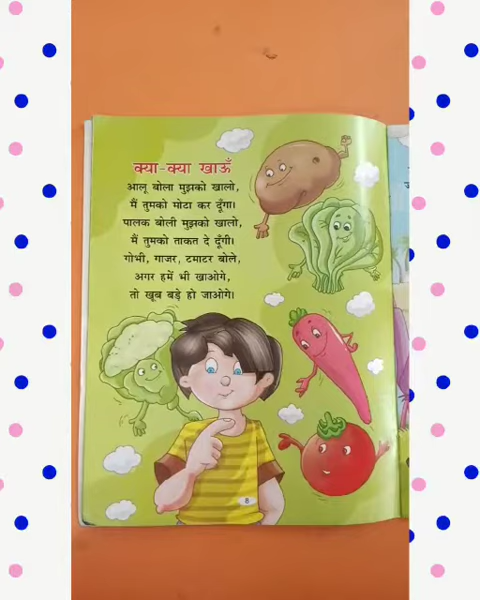 क्या-क्या खाऊँ
आलू बोला मुझको खालो,
मैं तुमको मोटा कर दूँगा।
पालक बोली मुझको खालो,
मैं तुमको ताकत दे दूँगी।
गोभी, गाजर, टमाटर बोले,
अगर हमें भी खाओगे,
तो खूब बड़े हो जाओगे।
8